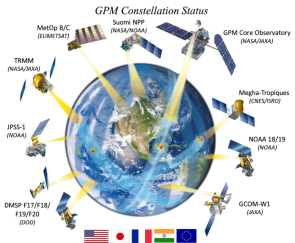 GPM Constellation Status
MetOp B/C
(EUMETSAT)
Suomi NPP
(NASA/NOAA)
GPM Core Observatory
(NASA/JAXA)
TRMM
(NASA/JAXA)
Megha-Tropiques
(CNES/ISRO)
JPSS-1
(NOAA)
NOAA 18/19
(NOAA)
DMSP F17/F18/
F19/F20
(DOD)
GCOM-W1
(JAXA)